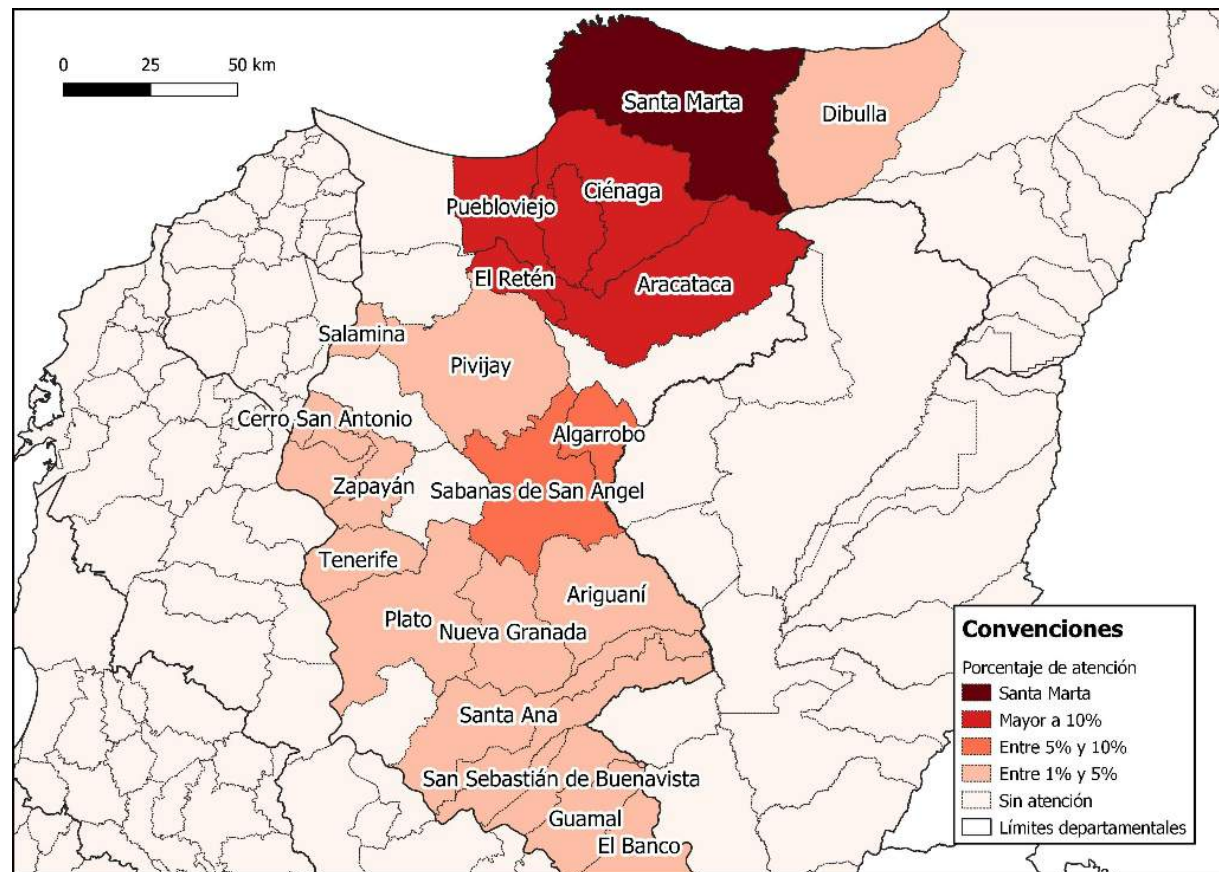 0 25 50 km
Santa Marta
Dibulla
Ciénaga
Puebloviejo
El Retén
Aracataca
Salamina
Pivijay
Cerro San Antonio
Algarrobo
Zapayán
Sabanas de San Angel
Tenerife
Ariguaní
Plato
Nueva Granada
Santa Ana
San Sebastián de Buenavista
Guamal
El Banco
Convenciones
Porcentaje de atención
Santa Marta
Mayor a 10%
Entre 5% y 10%
Entre 1% y 5%
Sin atención
Límites departamentales